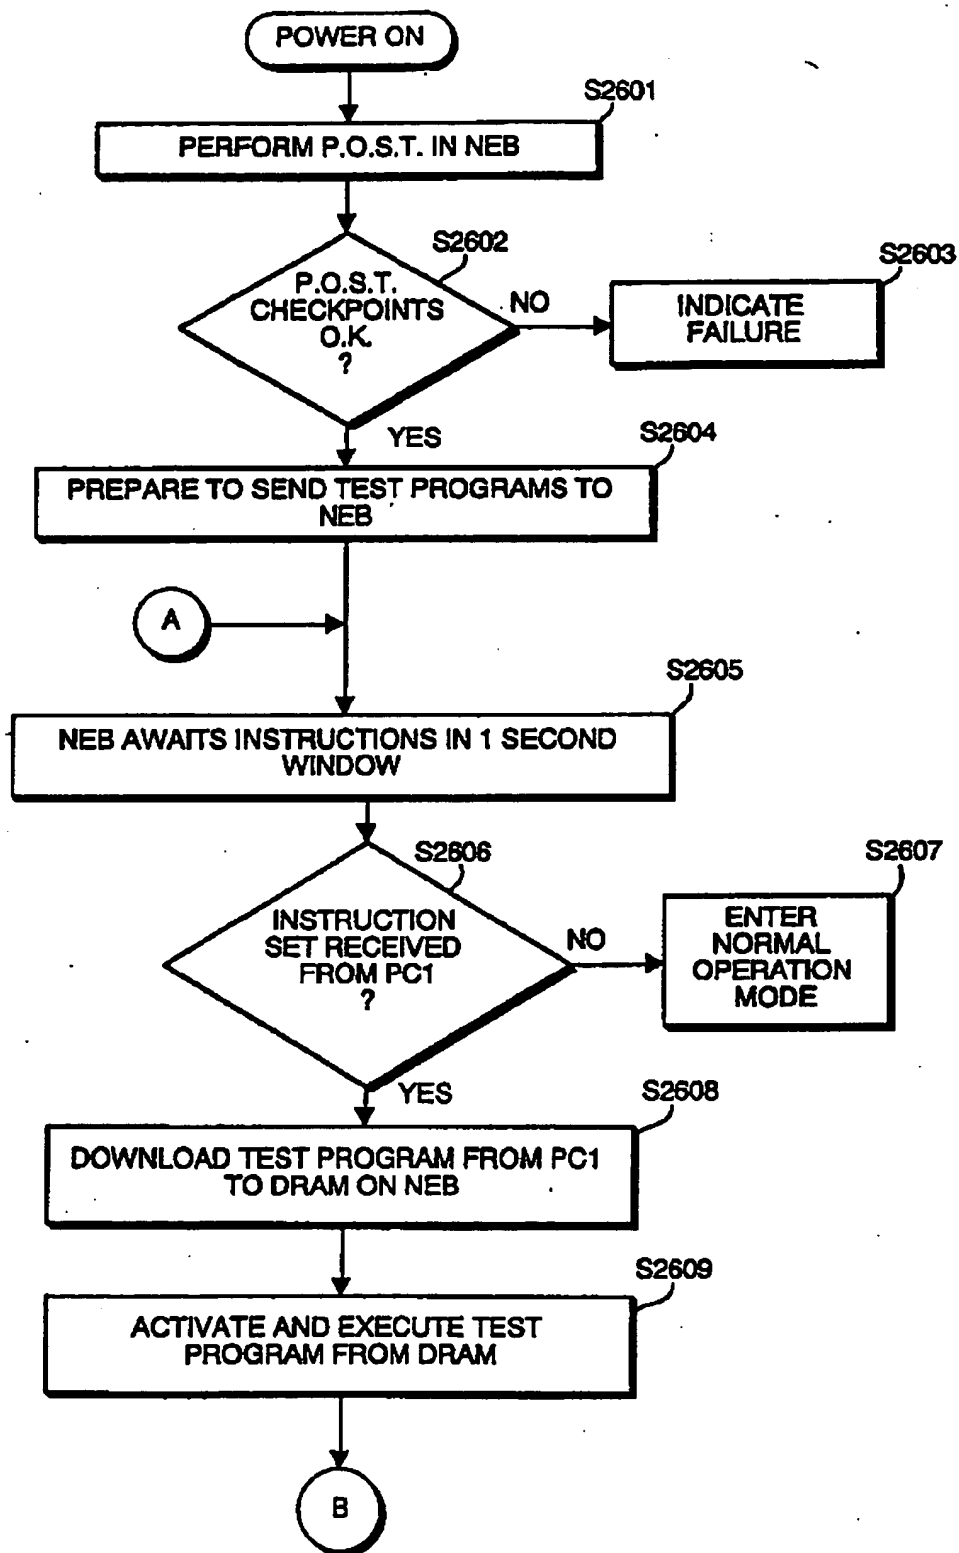 POWER ON
S2601
PERFORM P.O.S.T. IN NEB
S2602
P.O.S.T.
CHECKPOINTS
O.K.
?
NO
S2603
INDICATE
FAILURE
YES
S2604
PREPARE TO SEND TEST PROGRAMS TO
NEB
A
S2605
NEB AWAITS INSTRUCTIONS IN 1 SECOND
WINDOW
S2606
INSTRUCTION
SET RECEIVED
FROM PC1
?
NO
S2607
ENTER
NORMAL
OPERATION
MODE
YES
S2608
DOWNLOAD TEST PROGRAM FROM PC1
TO DRAM ON NEB
S2609
ACTIVATE AND EXECUTE TEST
PROGRAM FROM DRAM
B